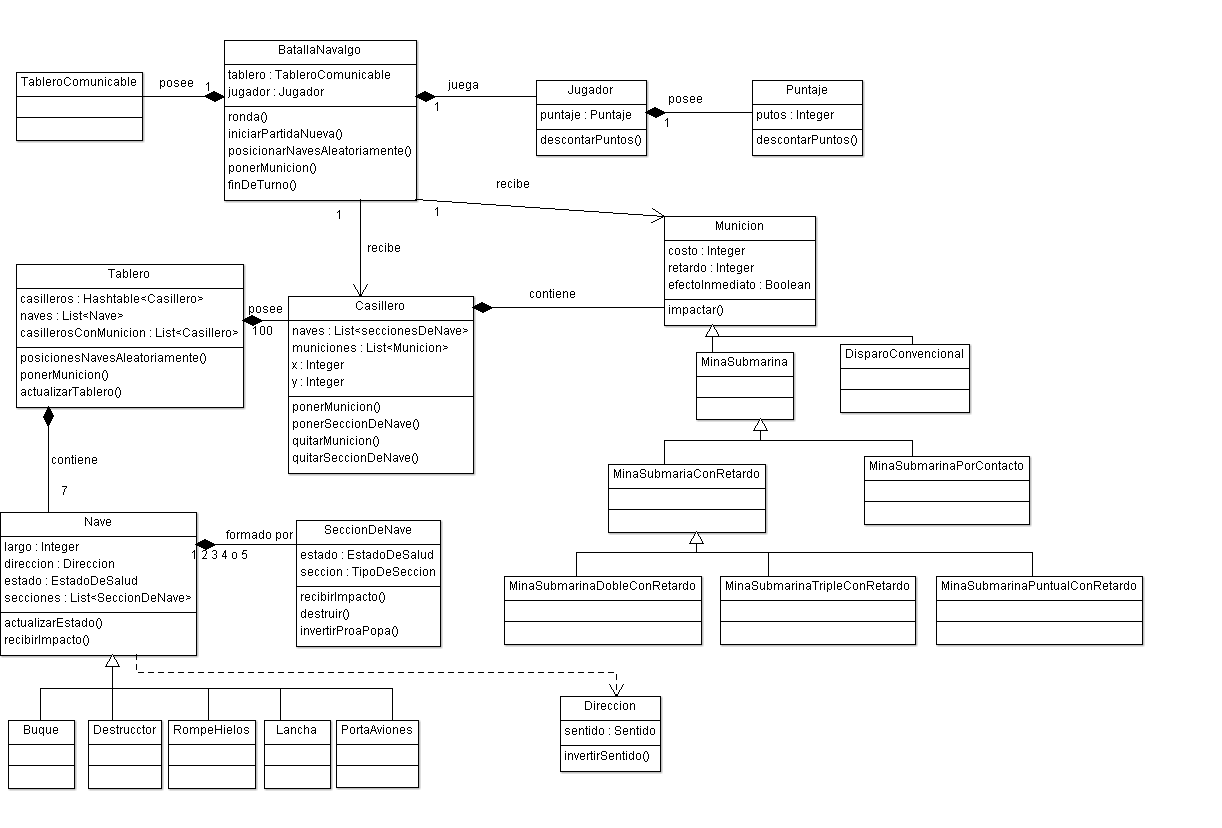 BatallaNavalgo
tablero : TableroComunicable
jugador : Jugador
ronda()
iniciarPartidaNueva()
posicionarNavesAleatoriamente()
ponerMunicion()
finDeTurno()
TableroComunicable
posee
1
juega
1
Jugador
puntaje : Puntaje
descontarPuntos()
posee
1
Puntaje
putos : Integer
descontarPuntos()
recibe
1
1
recibe
Municion
costo : Integer
retardo : Integer
efectoInmediato : Boolean
impactar()
Tablero
casilleros : Hashtable<Casillero>
naves : List<Nave>
casillerosConMunicion : List<Casillero>
posicionesNavesAleatoriamente()
ponerMunicion()
actualizarTablero()
posee
100
Casillero
naves : List<seccionesDeNave>
municiones : List<Municion>
x : Integer
y : Integer
ponerMunicion()
ponerSeccionDeNave()
quitarMunicion()
quitarSeccionDeNave()
contiene
MinaSubmarina
DisparoConvencional
MinaSubmariaConRetardo
MinaSubmarinaPorContacto
contiene
7
Nave
largo : Integer
direccion : Direccion
estado : EstadoDeSalud
secciones : List<SeccionDeNave>
actualizarEstado()
recibirImpacto()
formado por
1 2 3 4 o 5
SeccionDeNave
estado : EstadoDeSalud
seccion : TipoDeSeccion
recibirImpacto()
destruir()
invertirProaPopa()
MinaSubmarinaDobleConRetardo
MinaSubmarinaTripleConRetardo
MinaSubmarinaPuntualConRetardo
Buque
Destrucctor
RompeHielos
Lancha
PortaAviones
Direccion
sentido : Sentido
invertirSentido()